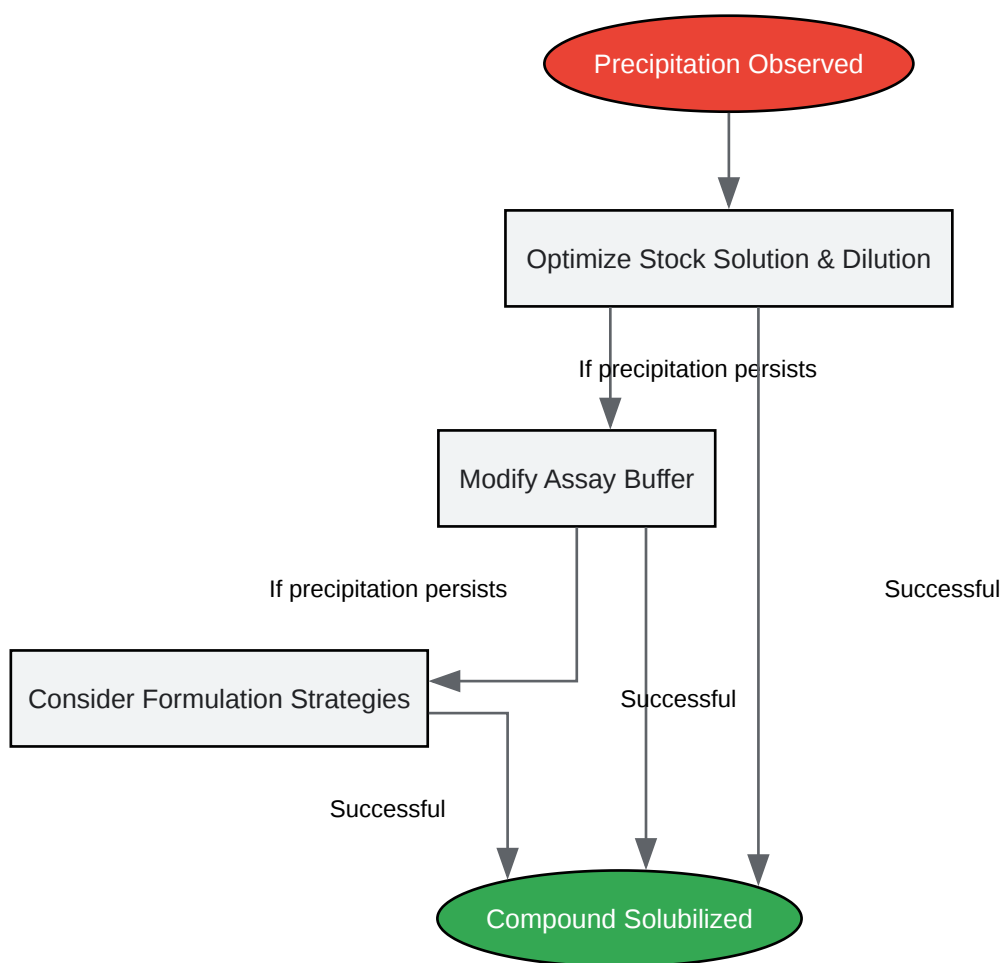 Precipitation Observed
Optimize Stock Solution & Dilution
If precipitation persists
Modify Assay Buffer
If precipitation persists
Successful
Consider Formulation Strategies
Successful
Successful
Compound Solubilized